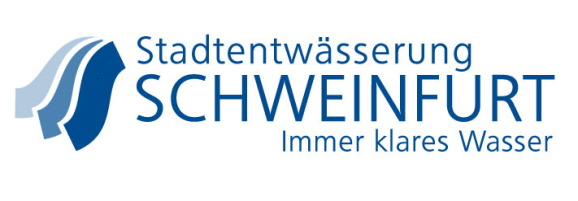 Stadtentwässerung
SCHWEINFURT
Immer klares Wasser